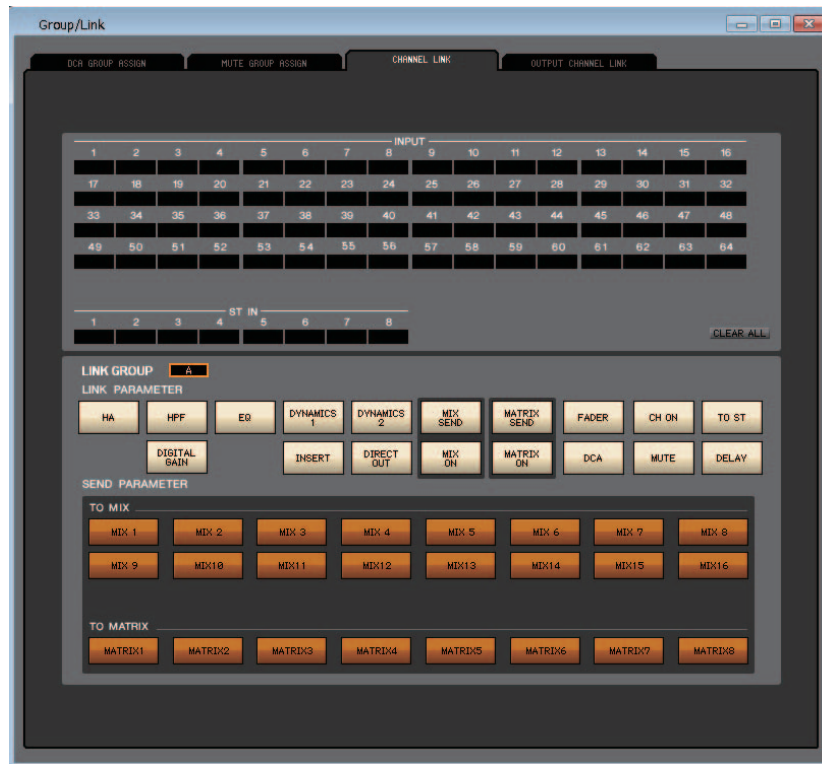 Group/Link
DCA GROUP ASSIGN MUTE GROUP ASSIGN CHANNEL LINK OUTPUT CHANNEL LINK
INPUT
1 2 3 4 5 6 7 8 9 10 11 12 13 14 15 16
17 18 19 20 21 22 23 24 25 26 27 28 29 30 31 32
33 34 35 36 37 38 39 40 41 42 43 44 45 46 47 48
49 50 51 52 53 54 55 56 57 58 59 60 61 62 63 64
ST IN
1 2 3 4 5 6 7 8
CLEAR ALL
LINK GROUP A
LINK PARAMETER
HA HPF EQ DYNAMICS 1 DYNAMICS 2 MIX SEND MATRIX SEND FADER CH ON TO ST
DIGITAL GAIN INSERT DIRECT OUT MIX ON MATRIX ON DCA MUTE DELAY
SEND PARAMETER
TO MIX
MIX 1 MIX 2 MIX 3 MIX 4 MIX 5 MIX 6 MIX 7 MIX 8
MIX 9 MIX10 MIX11 MIX12 MIX13 MIX14 MIX15 MIX16
TO MATRIX
MATRIX1 MATRIX2 MATRIX3 MATRIX4 MATRIX5 MATRIX6 MATRIX7 MATRIX8